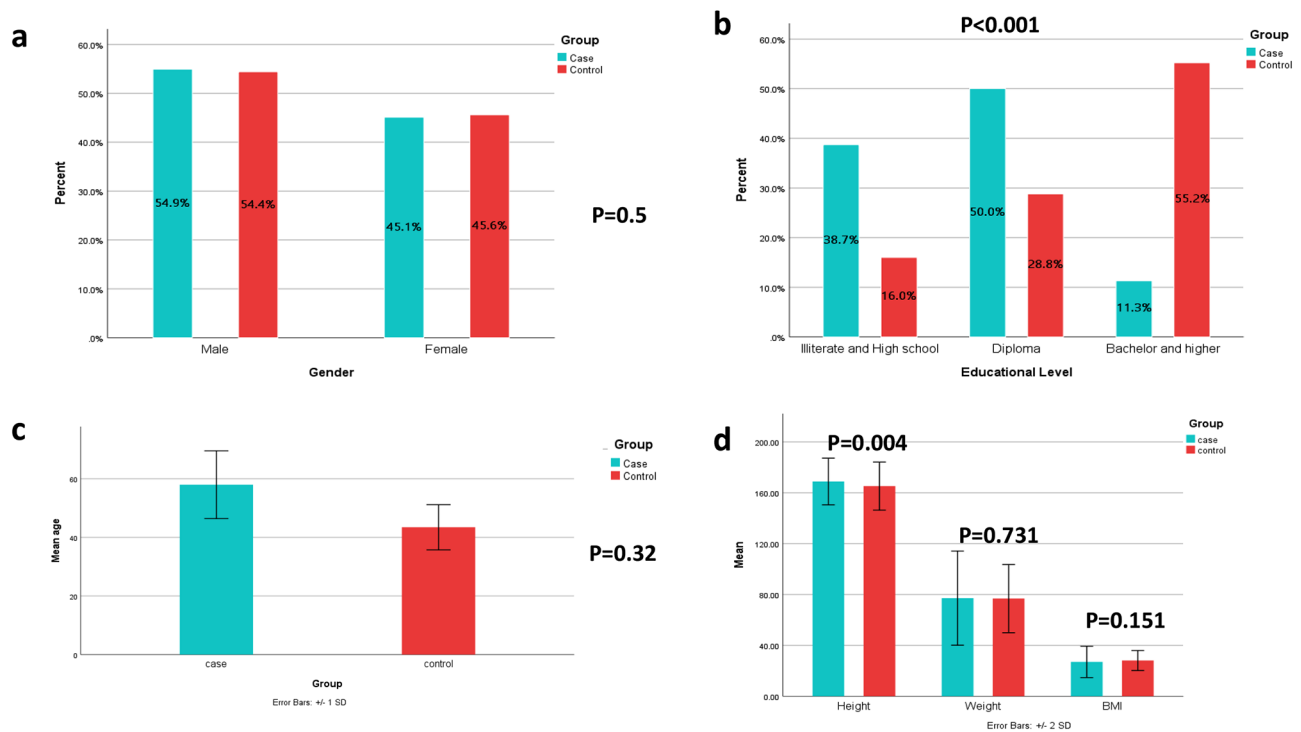 a
Group
Case
Control
60.0%
50.0%
40.0%
30.0%
20.0%
10.0%
.0%
Percent
54.9%
54.4%
45.1%
45.6%
Male
Female
Gender
P=0.5
b
P<0.001
Group
Case
Control
60.0%
50.0%
40.0%
30.0%
20.0%
10.0%
.0%
Percent
38.7%
16.0%
50.0%
28.8%
11.3%
55.2%
Illiterate and High school
Diploma
Bachelor and higher
Educational Level
c
Group
Case
Control
60
40
20
0
Mean age
case
control
Group
Error Bars: +/- 1 SD
P=0.32
d
Group
case
control
200.00
160.00
120.00
80.00
40.00
.00
Mean
P=0.004
P=0.731
P=0.151
Height
Weight
BMI
Error Bars: +/- 2 SD